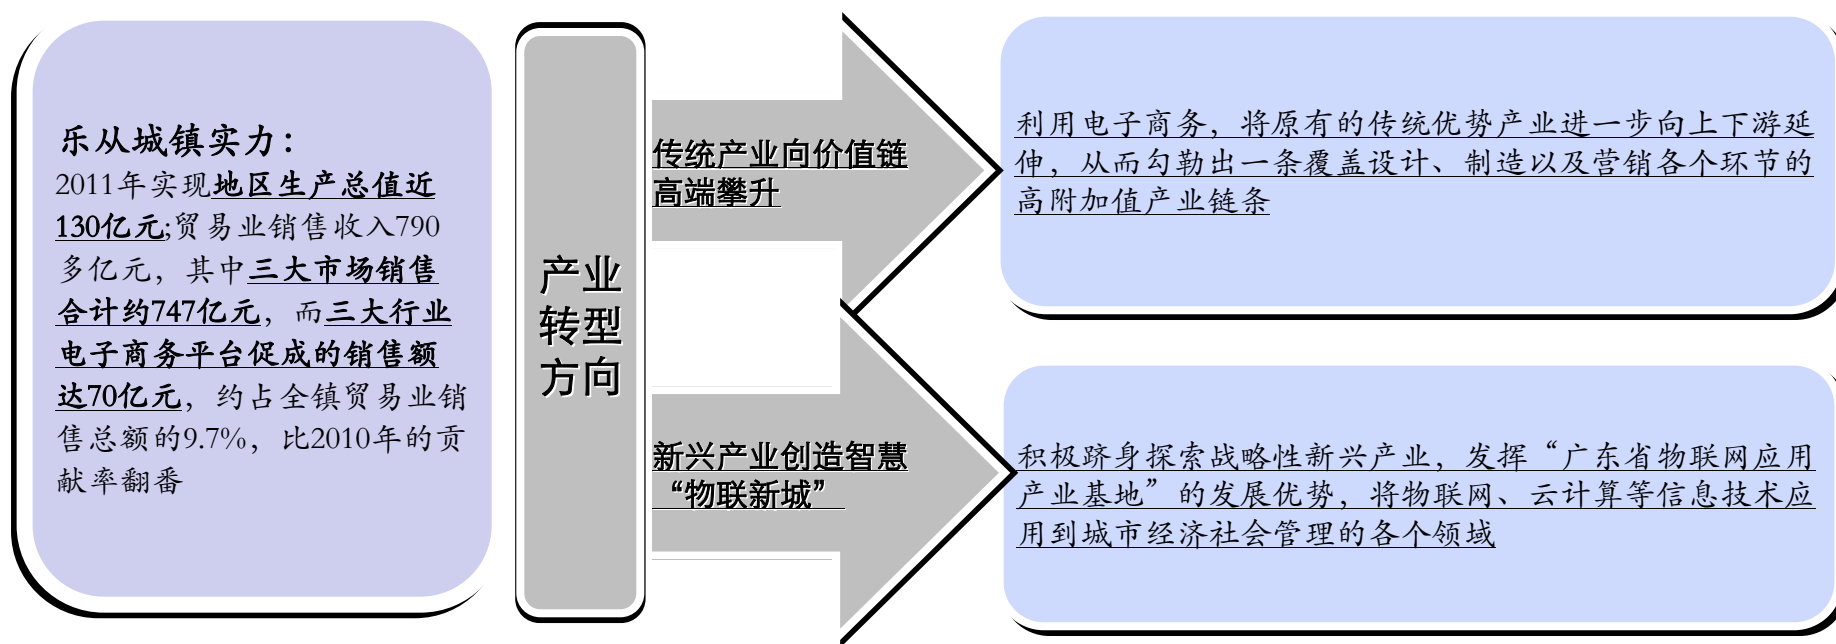 乐从城镇实力：
2011年实现地区生产总值近
130亿元;贸易业销售收入790
多亿元，其中三大市场销售
合计约747亿元，而三大行业
电子商务平台促成的销售额
达70亿元，约占全镇贸易业销
售总额的9.7%，比2010年的贡
献率翻番
产业
转型
方向
传统产业向价值链
高端攀升
利用电子商务，将原有的传统优势产业进一步向上下游延
伸，从而勾勒出一条覆盖设计、制造以及营销各个环节的
高附加值产业链条
新兴产业创造智慧
“物联新城”
积极跻身探索战略性新兴产业，发挥“广东省物联网应用
产业基地”的发展优势，将物联网、云计算等信息技术应
用到城市经济社会管理的各个领域